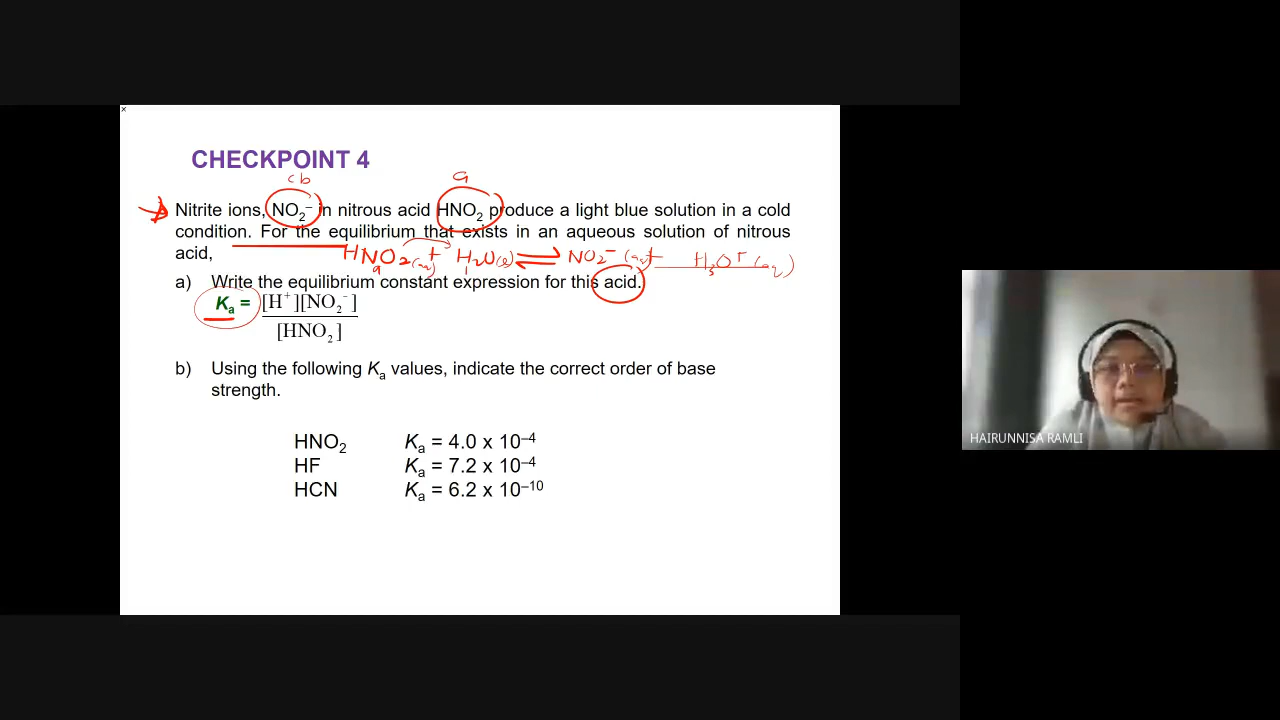 CHECKPOINT 4
cb
a
Nitrite ions, NO₂⁻ in nitrous acid HNO₂ produce a light blue solution in a cold
condition. For the equilibrium that exists in an aqueous solution of nitrous
acid,
HNO₂(aq) + H₂O(l) ⇌ NO₂⁻(aq) + H₃O⁺(aq)
a) Write the equilibrium constant expression for this acid.
Kₐ = [H⁺][NO₂⁻]
[HNO₂]
b) Using the following Kₐ values, indicate the correct order of base
strength.
HNO₂ Kₐ = 4.0 x 10⁻⁴
HF Kₐ = 7.2 x 10⁻⁴
HCN Kₐ = 6.2 x 10⁻¹⁰
HAIRUNNISA RAMLI